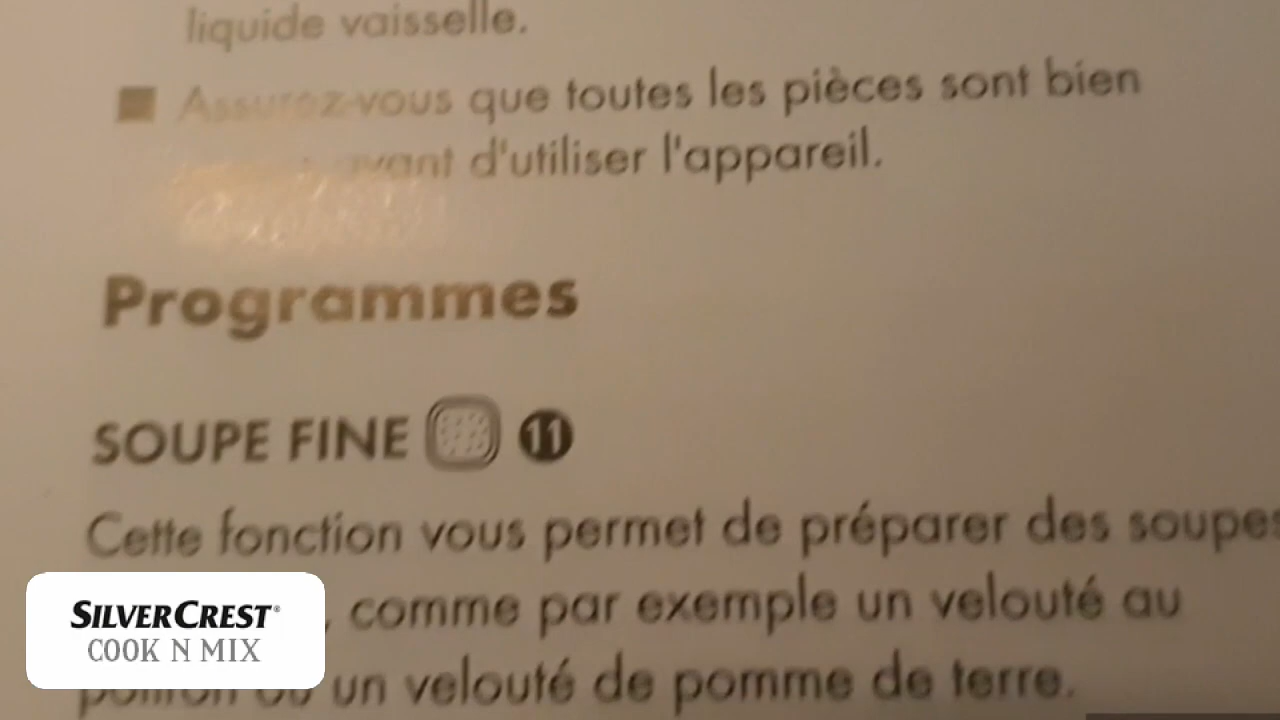 liquide vaisselle.
Assurez-vous que toutes les pièces sont bien
avant d'utiliser l'appareil.
Programmes
SOUPE FINE 11
Cette fonction vous permet de préparer des soupes
, comme par exemple un velouté au
un velouté de pomme de terre.
SILVERCREST®
COOK N MIX